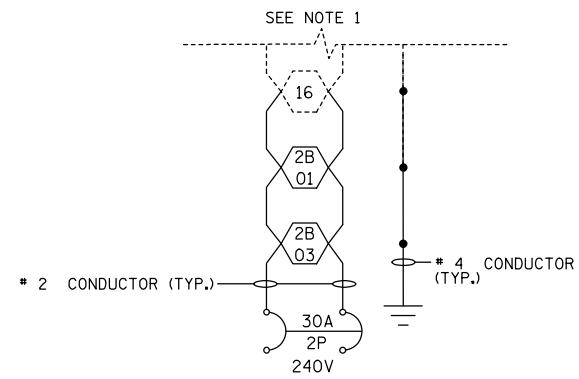 SEE NOTE 1
16
2B
01
2B
03
# 2 CONDUCTOR (TYP.)
# 4 CONDUCTOR
(TYP.)
30A
2P
240V